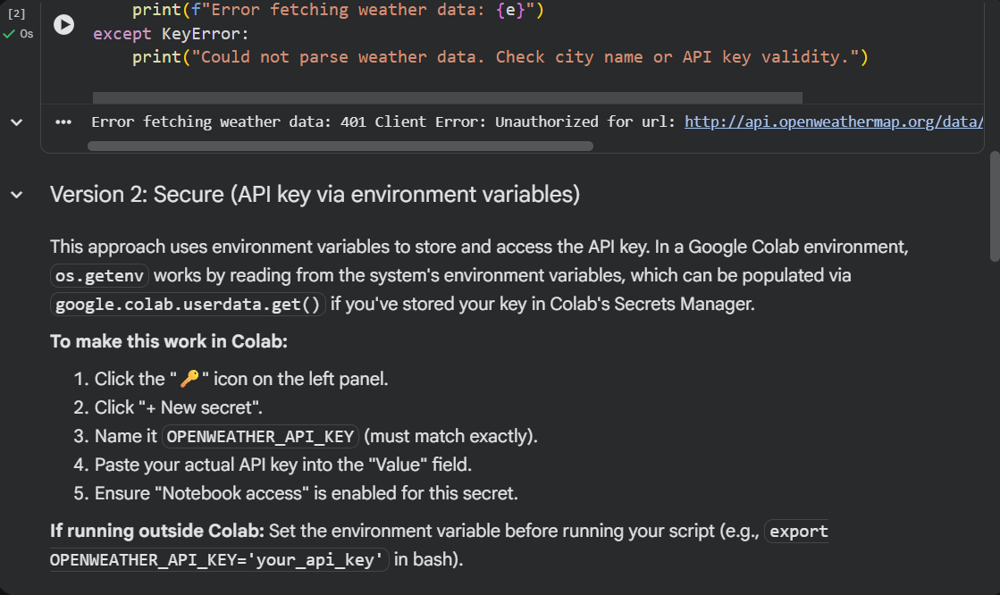 [2]
0s
print(f"Error fetching weather data: {e}")
except KeyError:
print("Could not parse weather data. Check city name or API key validity.")
Error fetching weather data: 401 Client Error: Unauthorized for url: http://api.openweathermap.org/data/
Version 2: Secure (API key via environment variables)
This approach uses environment variables to store and access the API key. In a Google Colab environment,
os.getenv works by reading from the system's environment variables, which can be populated via
google.colab.userdata.get() if you've stored your key in Colab's Secrets Manager.
To make this work in Colab:
1. Click the "🔑" icon on the left panel.
2. Click "+ New secret".
3. Name it OPENWEATHER_API_KEY (must match exactly).
4. Paste your actual API key into the "Value" field.
5. Ensure "Notebook access" is enabled for this secret.
If running outside Colab: Set the environment variable before running your script (e.g., export
OPENWEATHER_API_KEY='your_api_key' in bash).